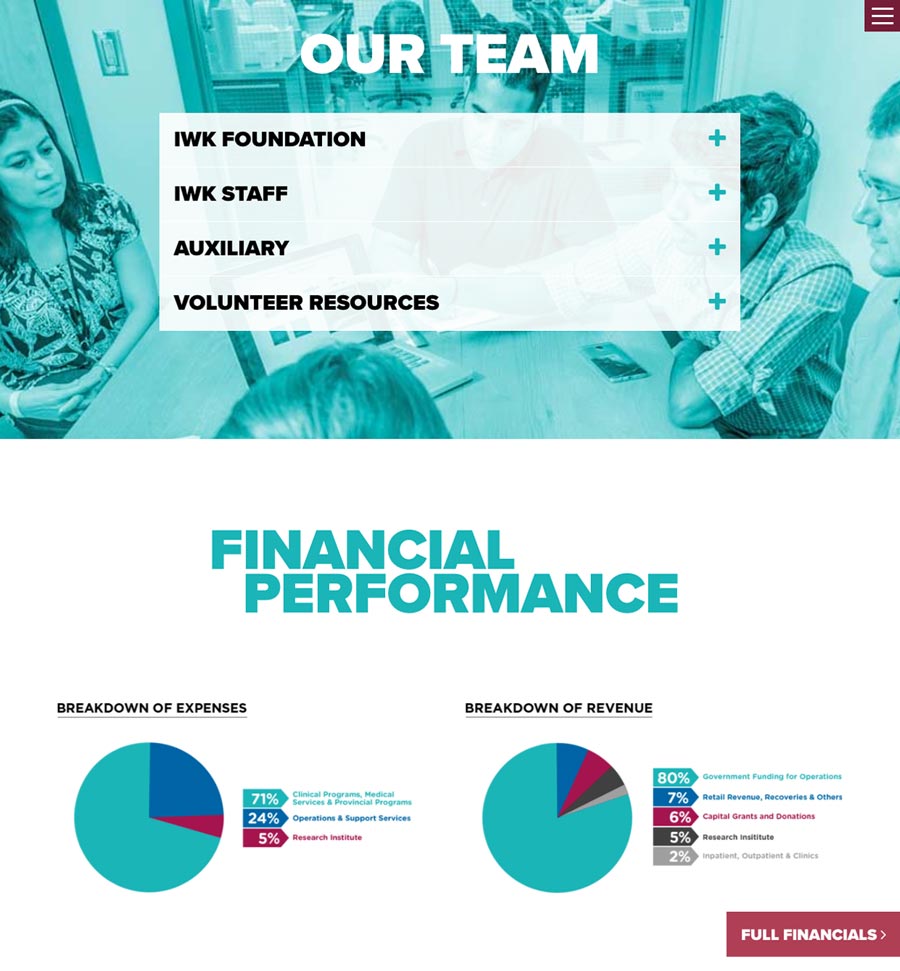 OUR TEAM
IWK FOUNDATION
IWK STAFF
AUXILIARY
VOLUNTEER RESOURCES
FINANCIAL
PERFORMANCE
BREAKDOWN OF EXPENSES
71% Clinical Programs, Medical
Services & Provincial Programs
24% Operations & Support Services
5% Research Institute
BREAKDOWN OF REVENUE
80% Government Funding for Operations
7% Retail Revenue, Recoveries & Others
6% Capital Grants and Donations
5% Research Insititute
2% Inpatient, Outpatient & Clinics
FULL FINANCIALS >